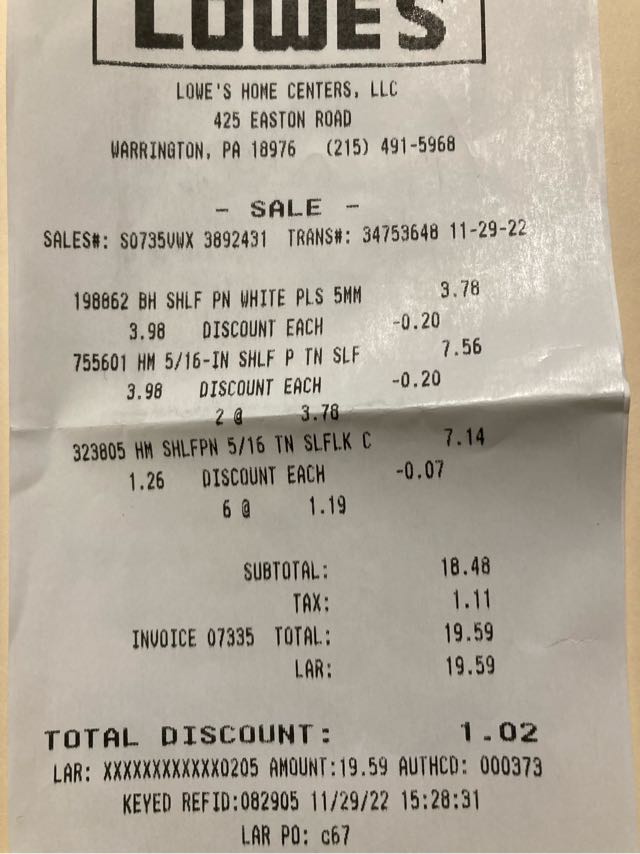 LOWE'S
LOWE'S HOME CENTERS, LLC
425 EASTON ROAD
WARRINGTON, PA 18976 (215) 491-5968
- SALE -
SALES#: S0735VWX 3892431 TRANS#: 34753648 11-29-22
198862 BH SHLF PN WHITE PLS 5MM 3.78
3.98 DISCOUNT EACH -0.20
755601 HM 5/16-IN SHLF P TN SLF 7.56
3.98 DISCOUNT EACH -0.20
2 @ 3.78
323805 HM SHLFPN 5/16 TN SLFLK C 7.14
1.26 DISCOUNT EACH -0.07
6 @ 1.19
SUBTOTAL: 18.48
TAX: 1.11
INVOICE 07335 TOTAL: 19.59
LAR: 19.59
TOTAL DISCOUNT: 1.02
LAR: XXXXXXXXXXXX0205 AMOUNT:19.59 AUTHCD: 000373
KEYED REFID:082905 11/29/22 15:28:31
LAR PO: c67